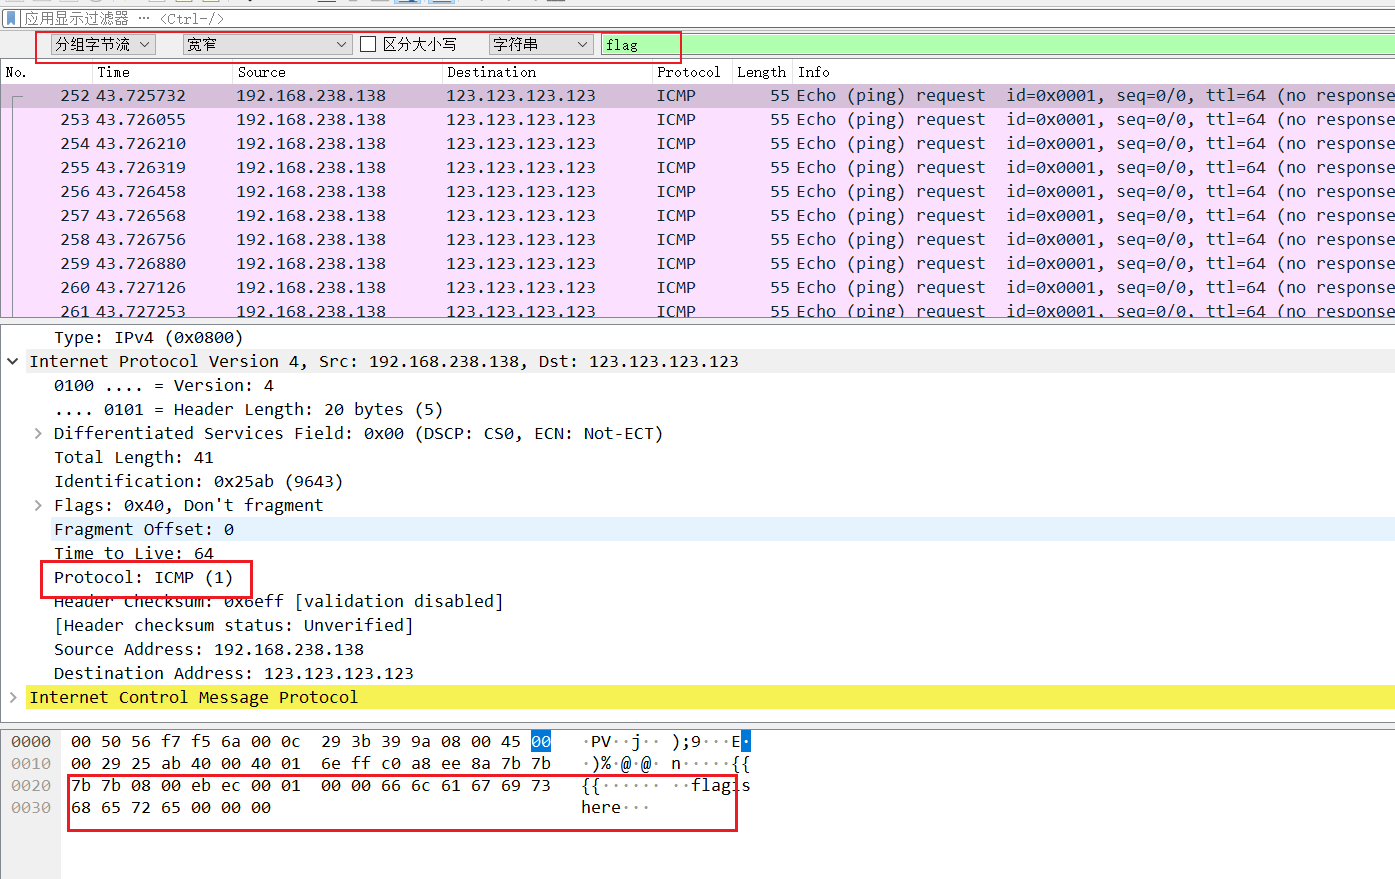 应用显示过滤器 … <Ctrl-/>
分组字节流 宽窄 区分大小写 字符串 flag
No. Time Source Destination Protocol Length Info
252 43.725732 192.168.238.138 123.123.123.123 ICMP 55 Echo (ping) request id=0x0001, seq=0/0, ttl=64 (no response
253 43.726055 192.168.238.138 123.123.123.123 ICMP 55 Echo (ping) request id=0x0001, seq=0/0, ttl=64 (no response
254 43.726210 192.168.238.138 123.123.123.123 ICMP 55 Echo (ping) request id=0x0001, seq=0/0, ttl=64 (no response
255 43.726319 192.168.238.138 123.123.123.123 ICMP 55 Echo (ping) request id=0x0001, seq=0/0, ttl=64 (no response
256 43.726458 192.168.238.138 123.123.123.123 ICMP 55 Echo (ping) request id=0x0001, seq=0/0, ttl=64 (no response
257 43.726568 192.168.238.138 123.123.123.123 ICMP 55 Echo (ping) request id=0x0001, seq=0/0, ttl=64 (no response
258 43.726756 192.168.238.138 123.123.123.123 ICMP 55 Echo (ping) request id=0x0001, seq=0/0, ttl=64 (no response
259 43.726880 192.168.238.138 123.123.123.123 ICMP 55 Echo (ping) request id=0x0001, seq=0/0, ttl=64 (no response
260 43.727126 192.168.238.138 123.123.123.123 ICMP 55 Echo (ping) request id=0x0001, seq=0/0, ttl=64 (no response
261 43.727253 192.168.238.138 123.123.123.123 ICMP 55 Echo (ping) request id=0x0001, seq=0/0, ttl=64 (no response
Type: IPv4 (0x0800)
Internet Protocol Version 4, Src: 192.168.238.138, Dst: 123.123.123.123
0100 .... = Version: 4
.... 0101 = Header Length: 20 bytes (5)
Differentiated Services Field: 0x00 (DSCP: CS0, ECN: Not-ECT)
Total Length: 41
Identification: 0x25ab (9643)
Flags: 0x40, Don't fragment
Fragment Offset: 0
Time to Live: 64
Protocol: ICMP (1)
Header Checksum: 0x6eff [validation disabled]
[Header checksum status: Unverified]
Source Address: 192.168.238.138
Destination Address: 123.123.123.123
Internet Control Message Protocol
0000 00 50 56 f7 f5 6a 00 0c 29 3b 39 9a 08 00 45 00 ·PV··j·· );9···E·
0010 00 29 25 ab 40 00 40 01 6e ff c0 a8 ee 8a 7b 7b ·)%·@·@· n·····{{
0020 7b 7b 08 00 eb ec 00 01 00 00 66 6c 61 67 69 73 {{······ ··flagis
0030 68 65 72 65 00 00 00 here···